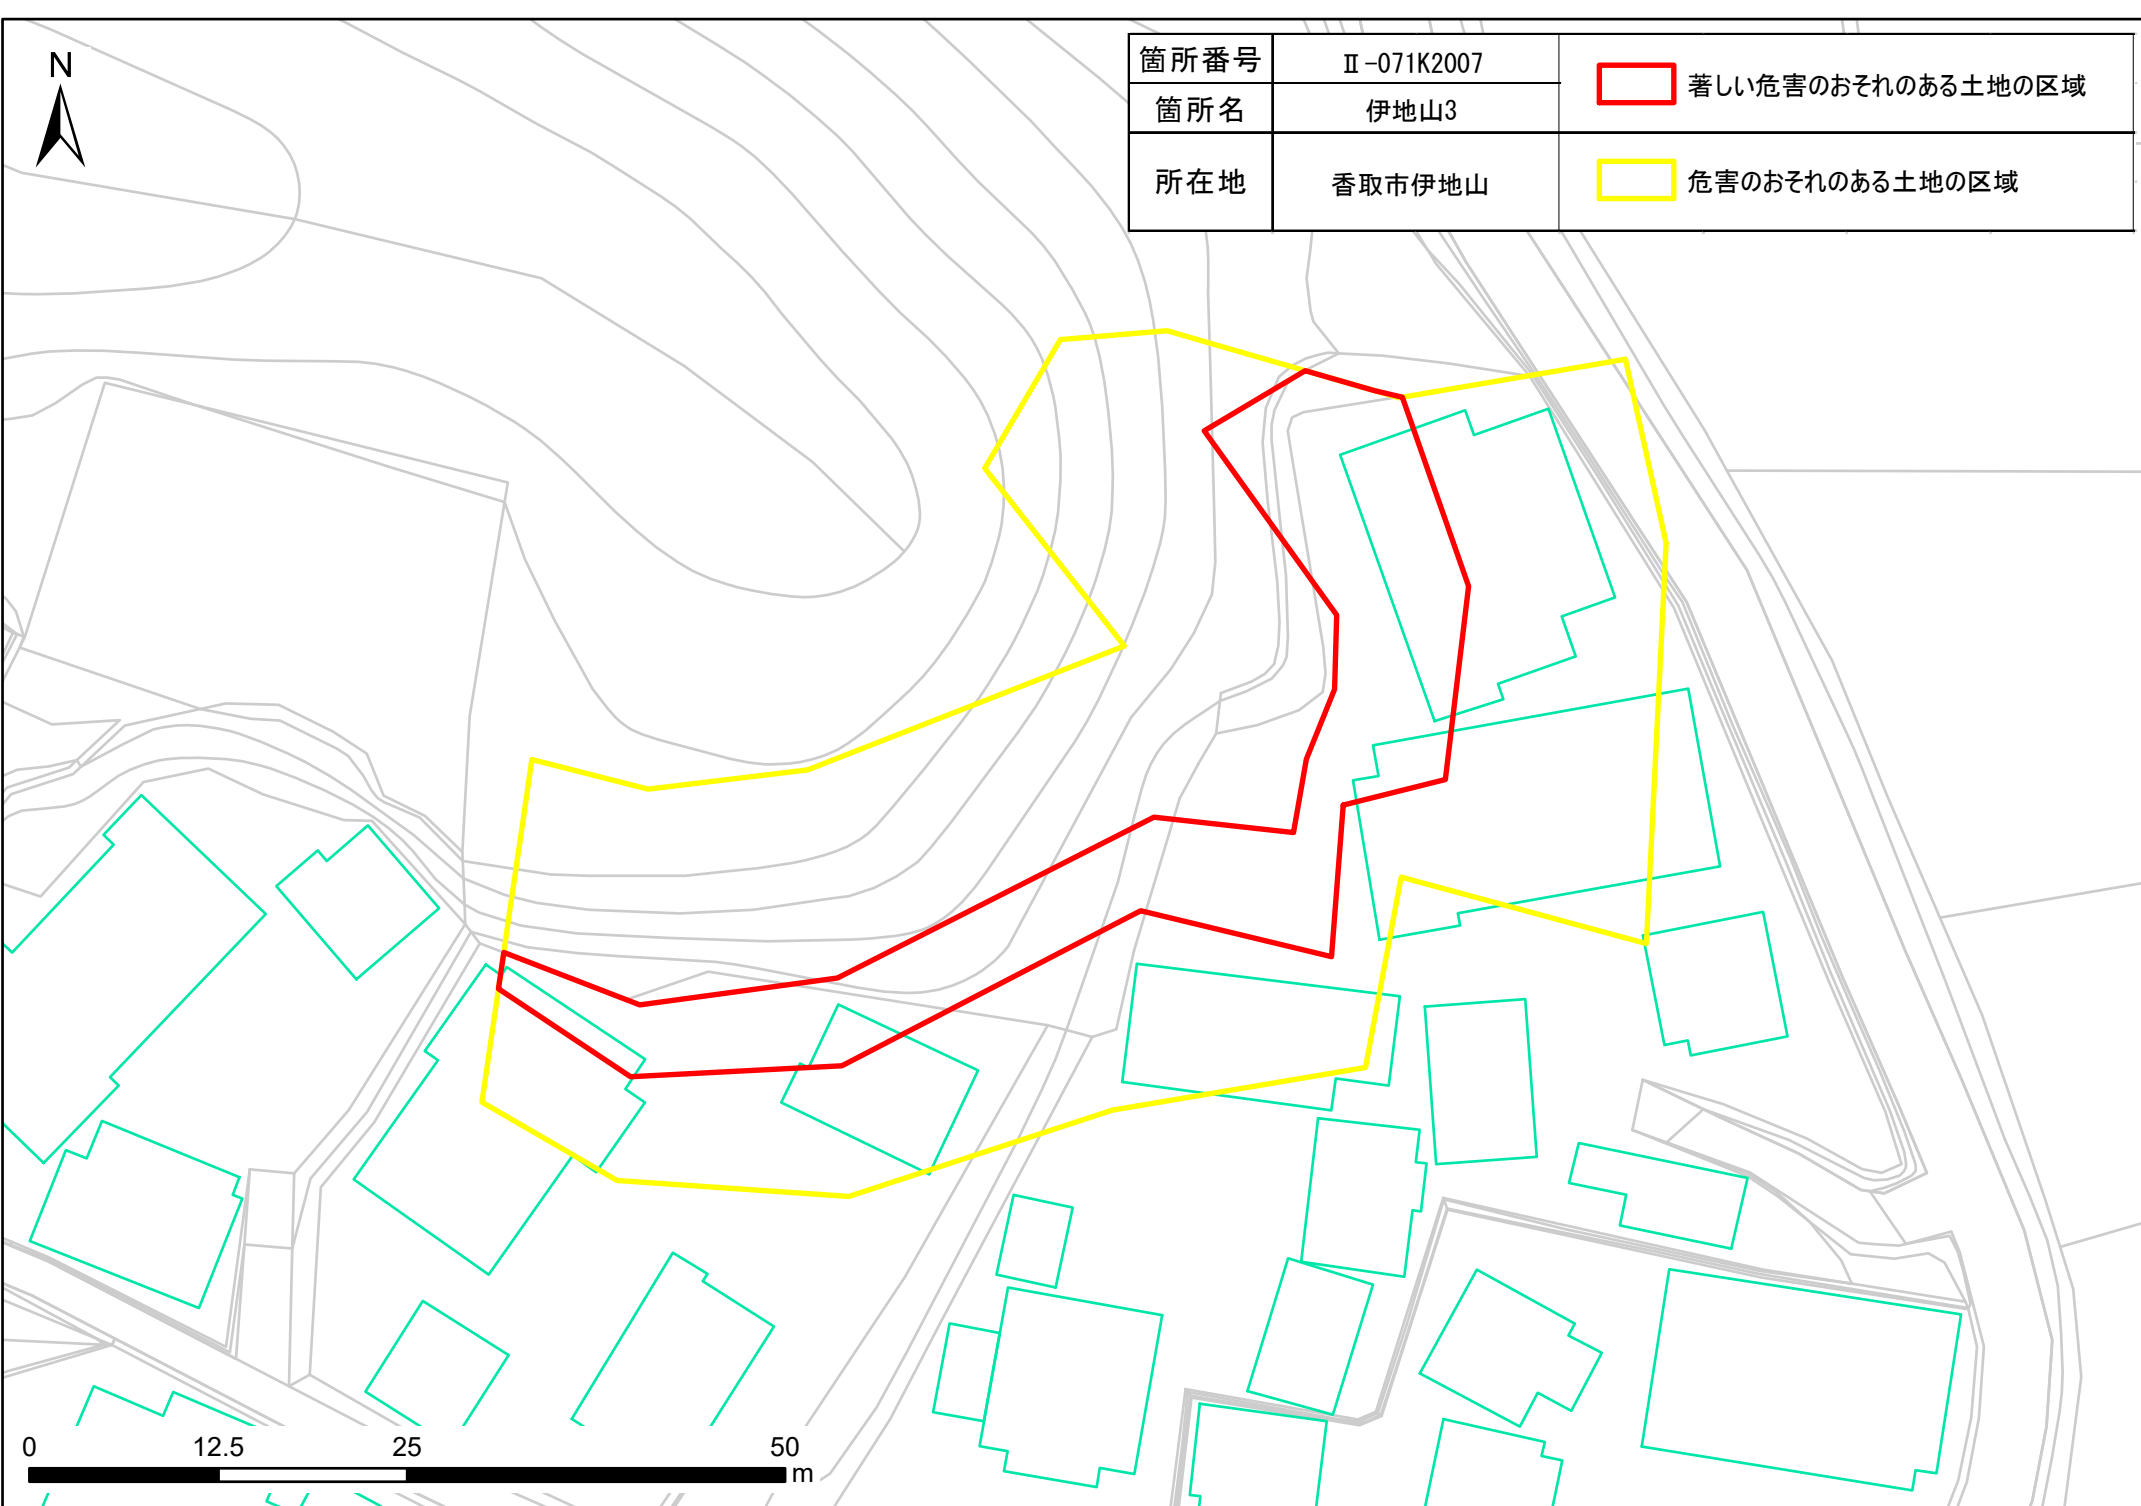 N
箇所番号 Ⅱ-071K2007
箇所名 伊地山3
所在地 香取市伊地山
著しい危害のおそれのある土地の区域
危害のおそれのある土地の区域
0 12.5 25 50
m